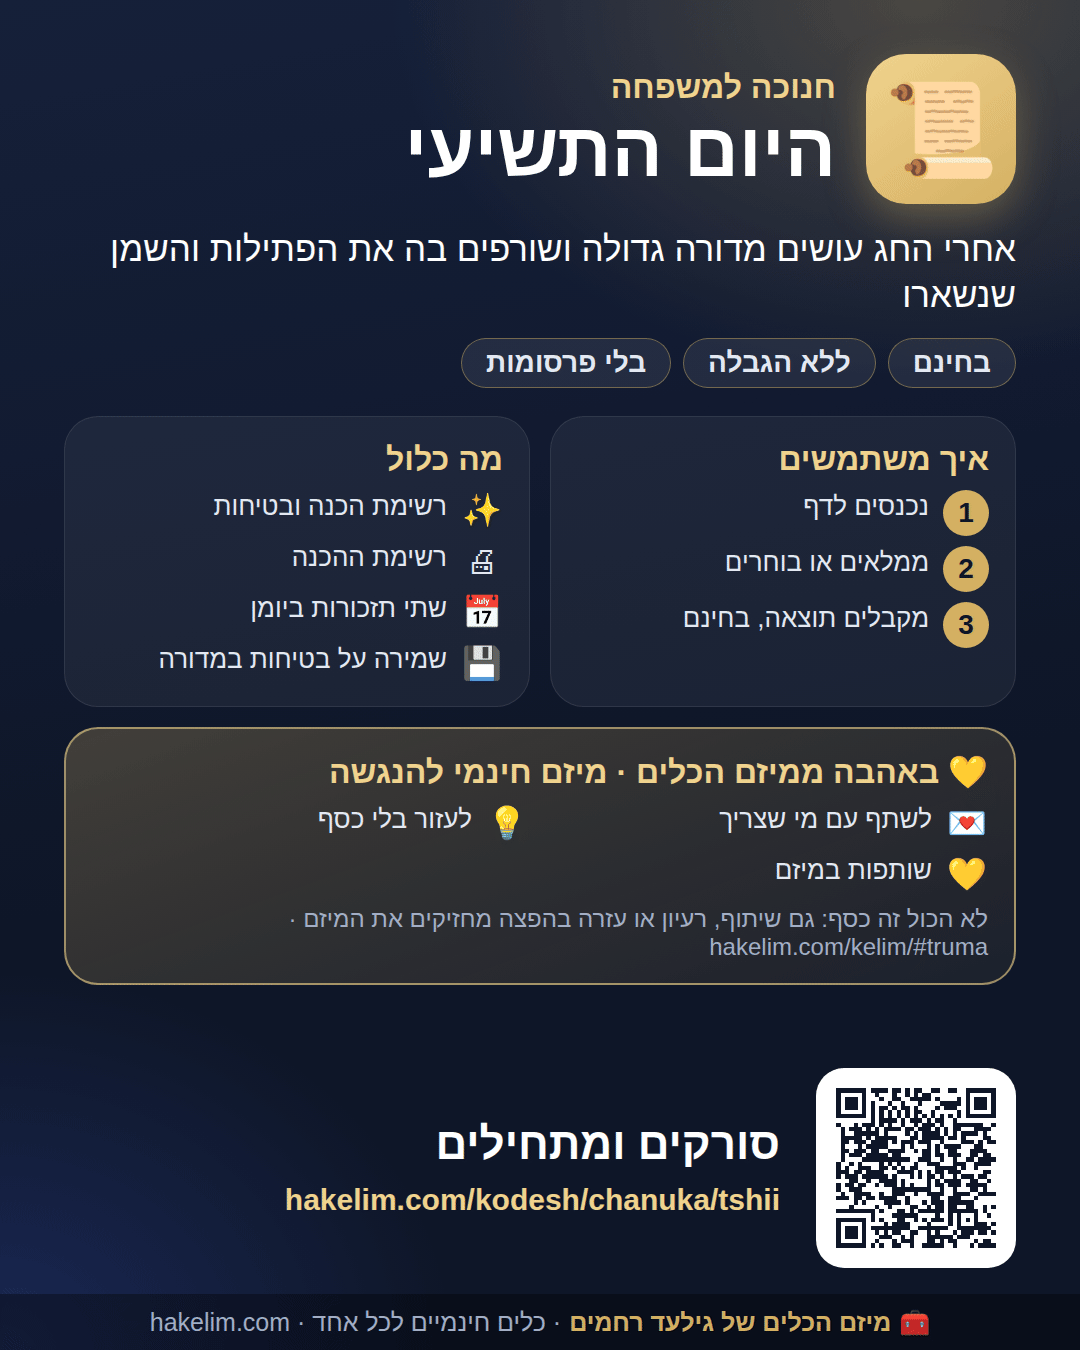 חנוכה למשפחה
היום התשיעי
אחרי החג עושים מדורה גדולה ושורפים בה את הפתילות והשמן
שנשארו
בחינם
ללא הגבלה
בלי פרסומות
איך משתמשים
1 נכנסים לדף
2 ממלאים או בוחרים
3 מקבלים תוצאה, בחינם
מה כלול
✨ רשימת הכנה ובטיחות
🖨 רשימת ההכנה
📅 שתי תזכורות ביומן
💾 שמירה על בטיחות במדורה
💛 באהבה ממיזם הכלים · מיזם חינמי להנגשה
💌 לשתף עם מי שצריך
💡 לעזור בלי כסף
💛 שותפות במיזם
לא הכול זה כסף: גם שיתוף, רעיון או עזרה בהפצה מחזיקים את המיזם ·
hakelim.com/kelim/#truma
סורקים ומתחילים
hakelim.com/kodesh/chanuka/tshii
🧰 מיזם הכלים של גילעד רחמים · כלים חינמיים לכל אחד · hakelim.com